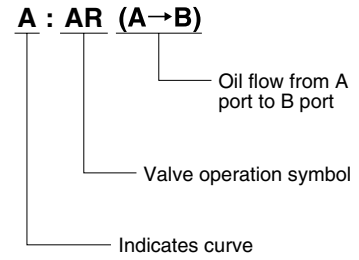 A : AR (A→B)
Oil flow from A
port to B port
Valve operation symbol
Indicates curve